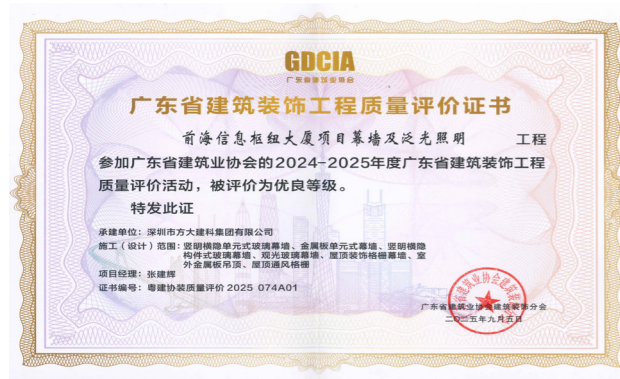 GDCIA
广东省建筑业协会
广东省建筑装饰工程质量评价证书
前海信息枢纽大厦项目幕墙及泛光照明 工程
参加广东省建筑业协会的2024-2025年度广东省建筑装饰工程
质量评价活动，被评价为优良等级。
特发此证
承建单位：深圳市方大建科集团有限公司
施工（设计）范围：竖明横隐单元式玻璃幕墙、金属板单元式幕墙、竖明横隐
构件式玻璃幕墙、观光玻璃幕墙、屋顶装饰格栅幕墙、室
外金属板吊顶、屋顶通风格栅
项目经理：张建辉
证书编号：粤建协装质量评价 2025 074A01
广东省建筑业协会建筑装饰分会
二〇二五年九月五日